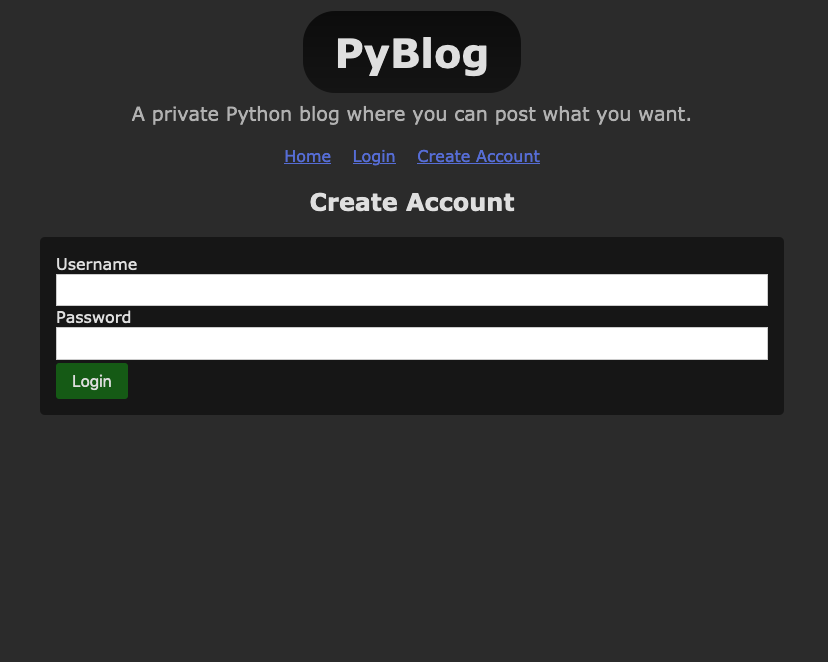 PyBlog
A private Python blog where you can post what you want.
Home Login Create Account
Create Account
Username
Password
Login